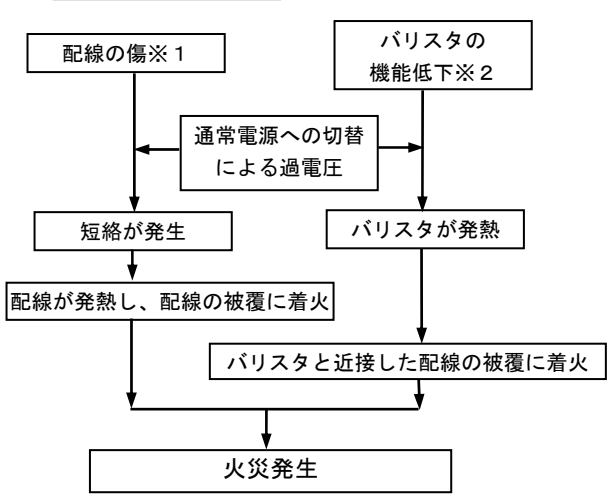 配線の傷※１
バリスタの
機能低下※２
通常電源への切替
による過電圧
短絡が発生
バリスタが発熱
配線が発熱し、配線の被覆に着火
バリスタと近接した配線の被覆に着火
火災発生